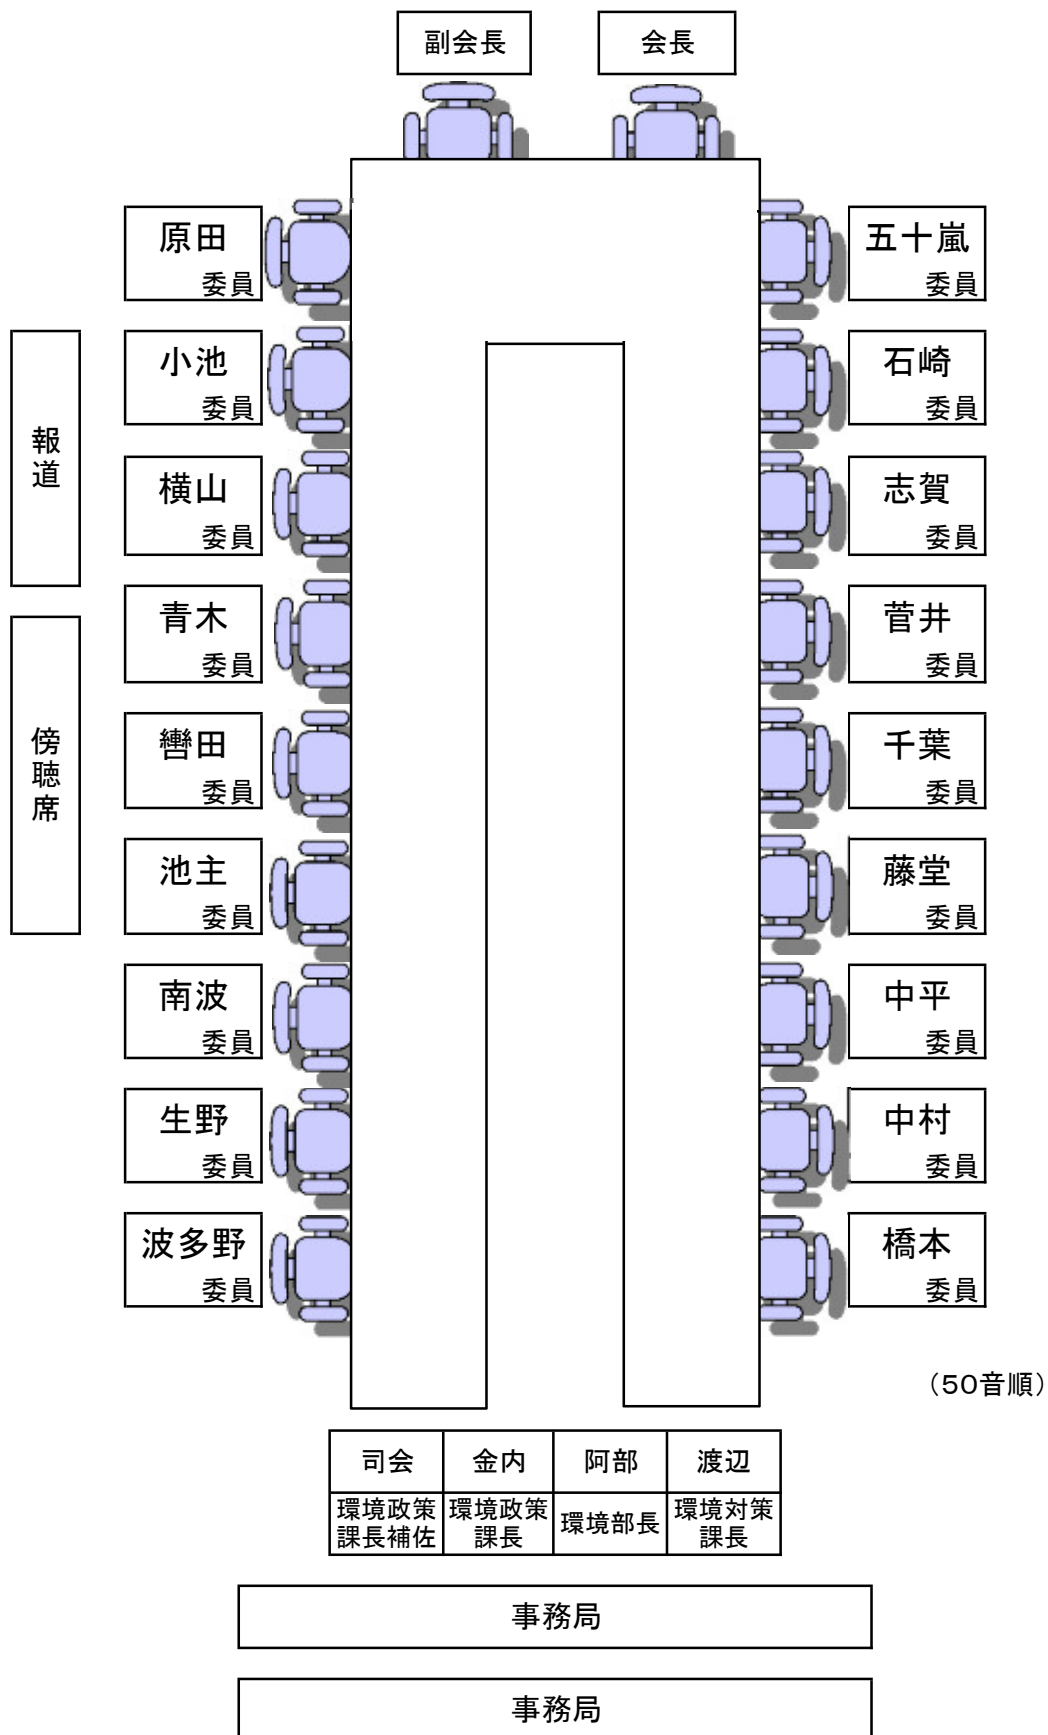 副会長
会長
原田
委員
五十嵐
委員
小池
委員
石崎
委員
報道
横山
委員
志賀
委員
青木
委員
菅井
委員
傍聴席
轡田
委員
千葉
委員
池主
委員
藤堂
委員
南波
委員
中平
委員
生野
委員
中村
委員
波多野
委員
橋本
委員
（50音順）
司会
金内
阿部
渡辺
環境政策
課長補佐
環境政策
課長
環境部長
環境対策
課長
事務局
事務局